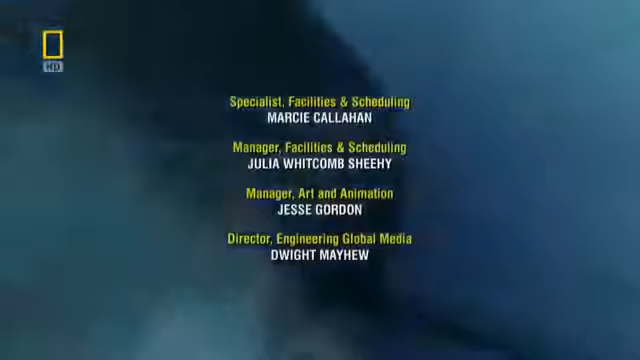 HD
Specialist, Facilities & Scheduling
MARCIE CALLAHAN
Manager, Facilities & Scheduling
JULIA WHITCOMB SHEEHY
Manager, Art and Animation
JESSE GORDON
Director, Engineering Global Media
DWIGHT MAYHEW